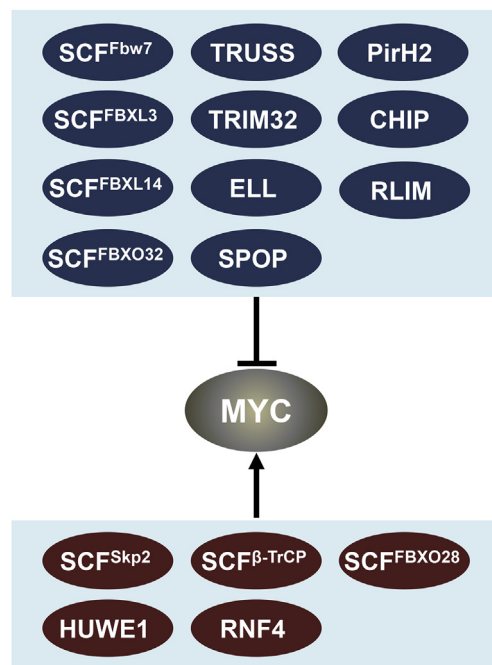 SCFFbw7 TRUSS PirH2
SCFFBXL3 TRIM32 CHIP
SCFFBXL14 ELL RLIM
SCFFBXO32 SPOP
MYC
SCFSkp2 SCFβ-TrCP SCFFBXO28
HUWE1 RNF4